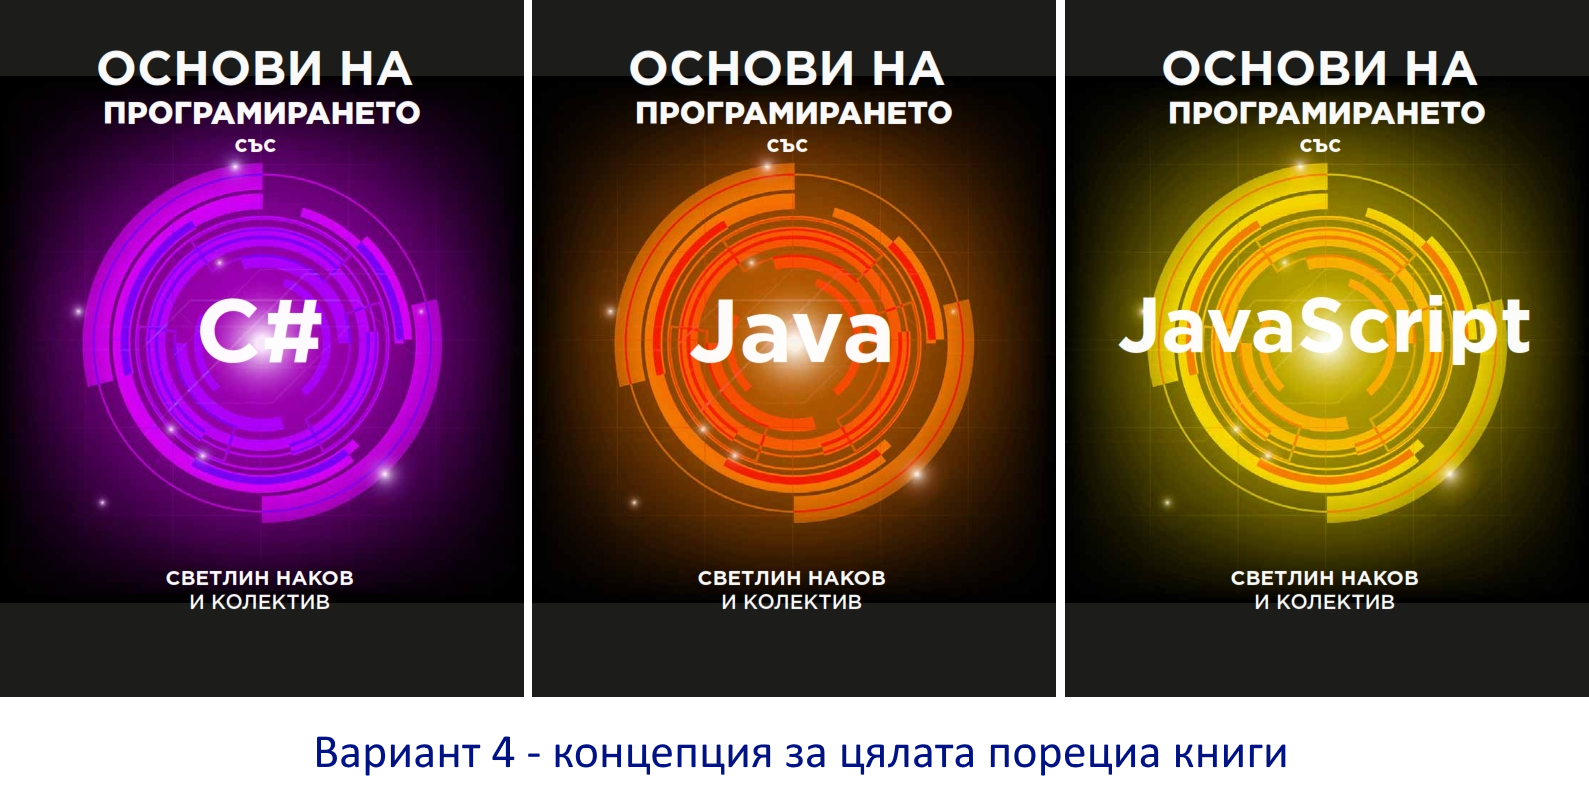 ОСНОВИ НА
ПРОГРАМИРАНЕТО
СЪС
C#
СВЕТЛИН НАКОВ
И КОЛЕКТИВ
ОСНОВИ НА
ПРОГРАМИРАНЕТО
СЪС
Java
СВЕТЛИН НАКОВ
И КОЛЕКТИВ
ОСНОВИ НА
ПРОГРАМИРАНЕТО
СЪС
JavaScript
СВЕТЛИН НАКОВ
И КОЛЕКТИВ
Вариант 4 - концепция за цялата порециа книги